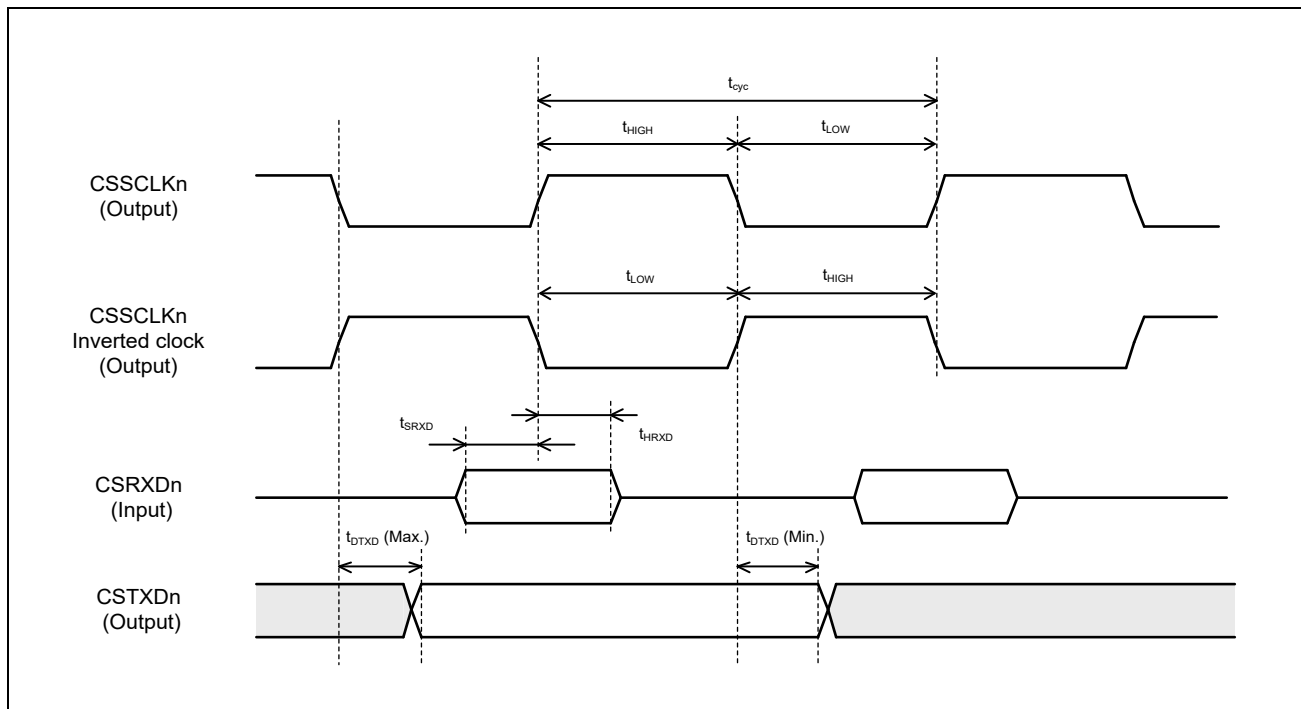 tcyc
tHIGH
tLOW
CSSCLKn
(Output)
tLOW
tHIGH
CSSCLKn
Inverted clock
(Output)
tSRXD
tHRXD
CSRXDn
(Input)
tDTXD (Max.)
tDTXD (Min.)
CSTXDn
(Output)